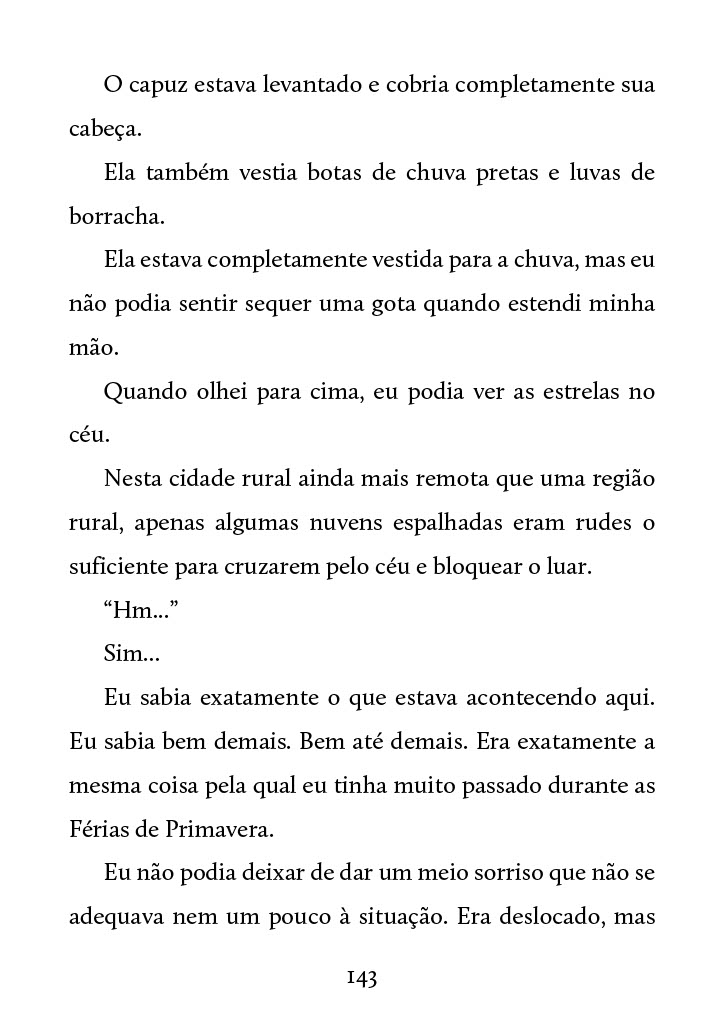 O capuz estava levantado e cobria completamente sua
cabeça.
Ela também vestia botas de chuva pretas e luvas de
borracha.
Ela estava completamente vestida para a chuva, mas eu
não podia sentir sequer uma gota quando estendi minha
mão.
Quando olhei para cima, eu podia ver as estrelas no
céu.
Nesta cidade rural ainda mais remota que uma região
rural, apenas algumas nuvens espalhadas eram rudes o
suficiente para cruzarem pelo céu e bloquear o luar.
“Hm...”
Sim...
Eu sabia exatamente o que estava acontecendo aqui.
Eu sabia bem demais. Bem até demais. Era exatamente a
mesma coisa pela qual eu tinha muito passado durante as
Férias de Primavera.
Eu não podia deixar de dar um meio sorriso que não se
adequava nem um pouco à situação. Era deslocado, mas
143